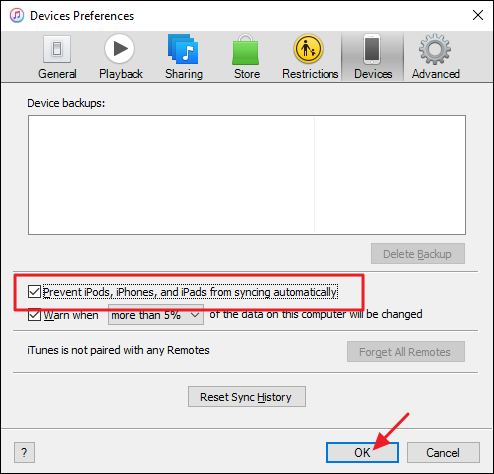 Devices Preferences
General Playback Sharing Store Restrictions Devices Advanced
Device backups:
Delete Backup
Prevent iPods, iPhones, and iPads from syncing automatically
Warn when more than 5% of the data on this computer will be changed
iTunes is not paired with any Remotes Forget All Remotes
Reset Sync History
? OK Cancel